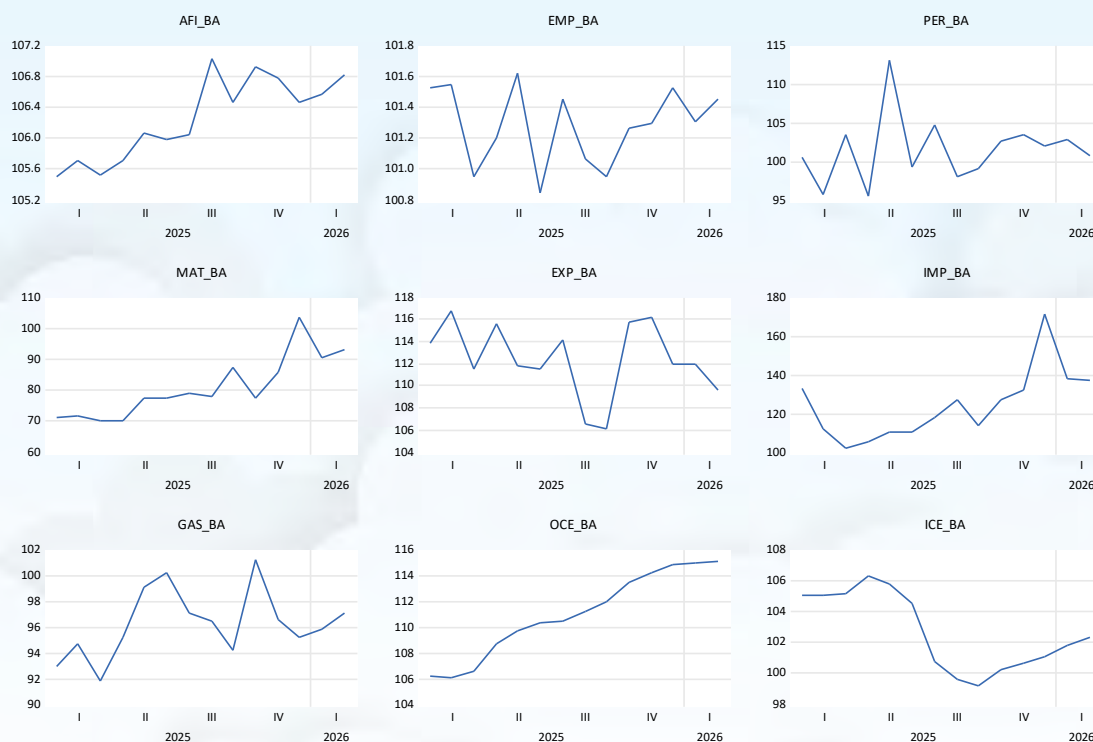 AFI_BA EMP_BA PER_BA
107.2 101.8 115
106.8 101.6 110
106.4 101.4 105
106.0 101.2 100
105.6 101.0 95
105.2 100.8
I II III IV I I II III IV I I II III IV I
2025 2026 2025 2026 2025 2026
MAT_BA EXP_BA IMP_BA
110 118 180
100 116 160
90 114 140
80 112 120
70 110 100
60 108
106
104
I II III IV I I II III IV I I II III IV I
2025 2026 2025 2026 2025 2026
GAS_BA OCE_BA ICE_BA
102 116 108
100 114 106
98 112 104
96 110 102
94 108 100
92 106 98
90 104
I II III IV I I II III IV I I II III IV I
2025 2026 2025 2026 2025 2026